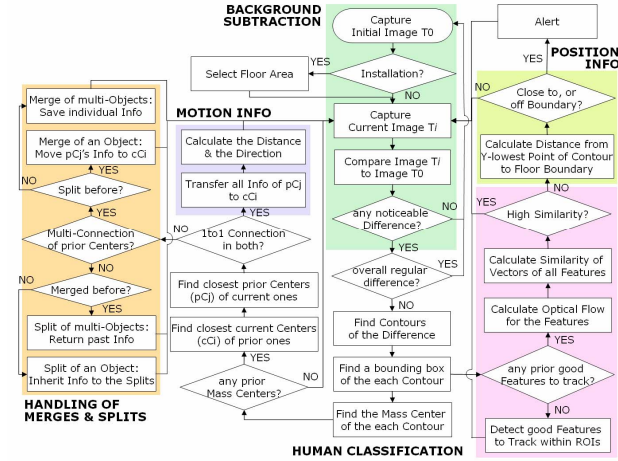 BACKGROUND
SUBTRACTION
Capture
Initial Image T0
YES
Installation?
NO
Select Floor Area
Capture
Current Image Ti
Compare Image Ti
to Image T0
any noticeable
Difference?
NO
YES
overall regular
difference?
YES
NO
Find Contours
of the Difference
Find a bounding box
of the each Contour
Find the Mass Center
of the each Contour
HUMAN CLASSIFICATION
any prior good
Features to track?
YES
NO
Detect good Features
to Track within ROIs
Calculate Optical Flow
for the Features
Calculate Similarity of
Vectors of all Features
High Similarity?
YES
NO
Calculate Distance from
Y-lowest Point of Contour
to Floor Boundary
Close to, or
off Boundary?
NO
YES
POSITION
INFO
Alert
any prior
Mass Centers?
NO
YES
Find closest current Centers
(cCi) of prior ones
Find closest prior Centers
(pCj) of current ones
1to1 Connection
in both?
NO
YES
Transfer all Info of pCj
to cCi
Calculate the Distance
& the Direction
MOTION INFO
Multi-Connection
of prior Centers?
YES
NO
Split before?
NO
YES
Merge of an Object:
Move pCj's Info to cCi
Merge of multi-Objects:
Save individual Info
Merged before?
NO
YES
Split of multi-Objects:
Return past Info
Split of an Object:
Inherit Info to the Splits
HANDLING OF
MERGES & SPLITS